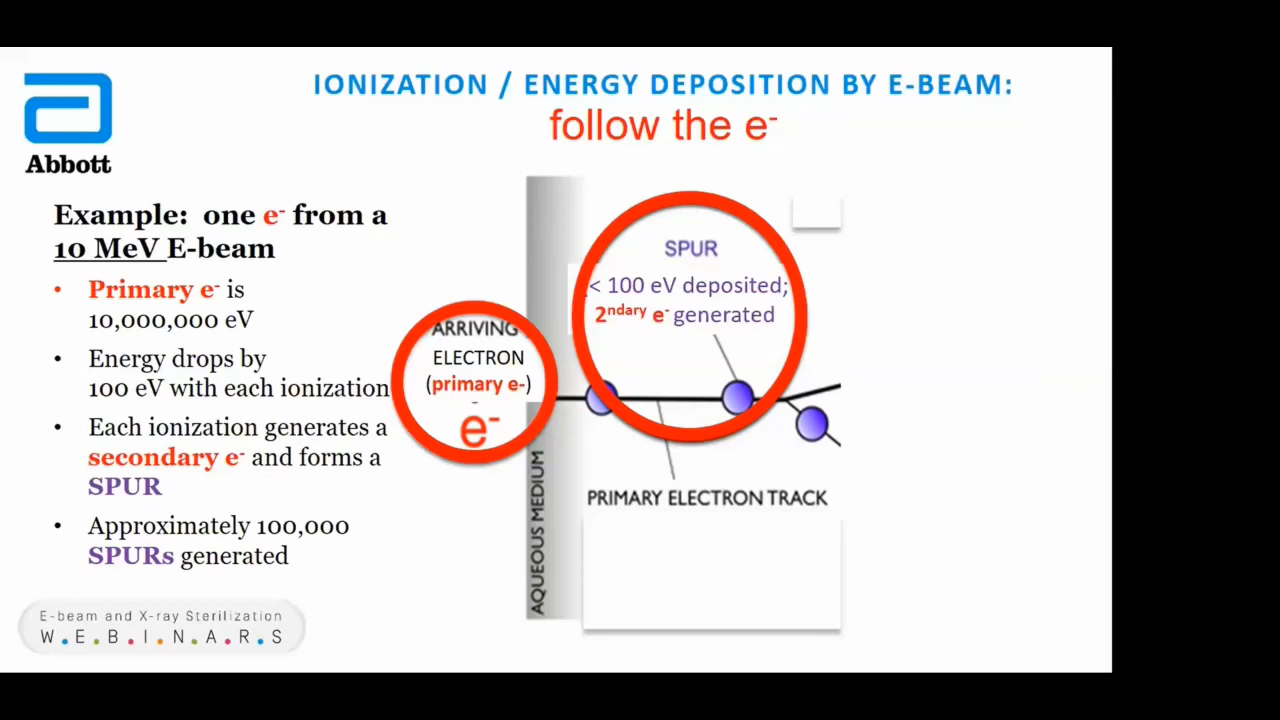 IONIZATION / ENERGY DEPOSITION BY E-BEAM:
follow the e-
Abbott
Example: one e- from a
10 MeV E-beam
• Primary e- is
10,000,000 eV
• Energy drops by
100 eV with each ionization
• Each ionization generates a
secondary e- and forms a
SPUR
• Approximately 100,000
SPURs generated
ARRIVING
ELECTRON
(primary e-)
e-
SPUR
(< 100 eV deposited;
2ndary e- generated
PRIMARY ELECTRON TRACK
AQUEOUS MEDIUM
E-beam and X-ray Sterilization
W.E.B.I.N.A.R.S